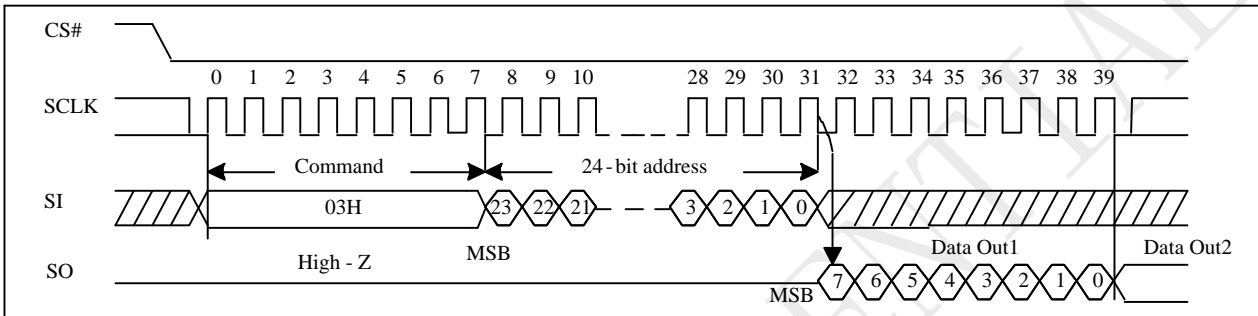 CS#
0 1 2 3 4 5 6 7 8 9 10 28 29 30 31 32 33 34 35 36 37 38 39
SCLK
Command 24-bit address
SI 03H 23 22 21 3 2 1 0
MSB Data Out1 Data Out2
High - Z
SO 7 6 5 4 3 2 1 0
MSB